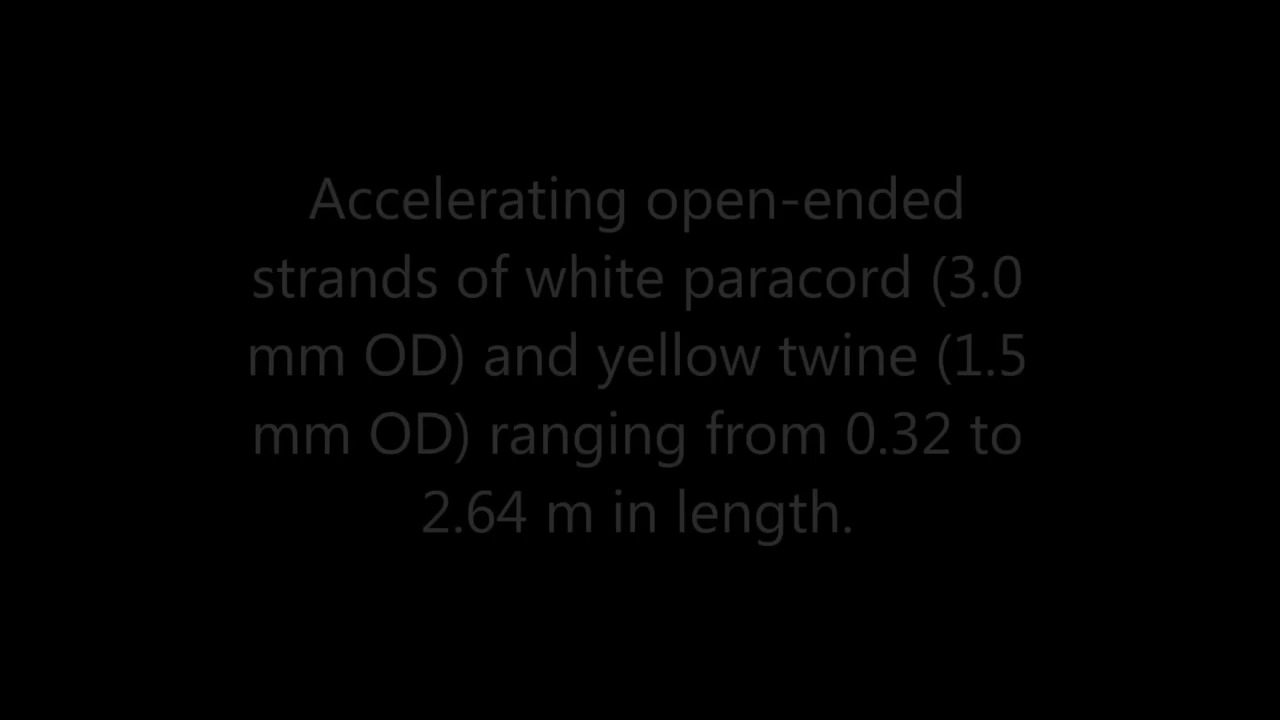 Accelerating open-ended
strands of white paracord (3.0
mm OD) and yellow twine (1.5
mm OD) ranging from 0.32 to
2.64 m in length.